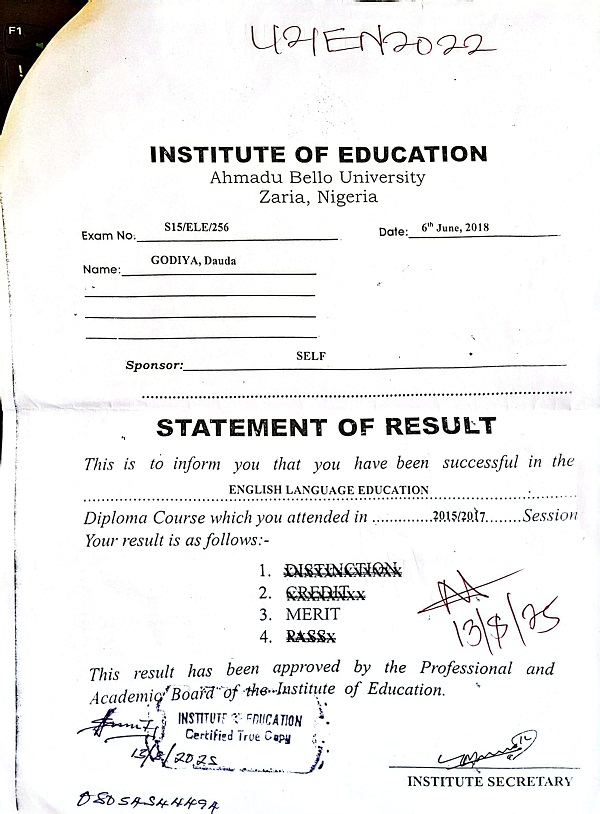 F1
!
U21EN2022
INSTITUTE OF EDUCATION
Ahmadu Bello University
Zaria, Nigeria
Exam No. S15/ELE/256
Date: 6th June, 2018
Name: GODIYA, Dauda
Sponsor: SELF
STATEMENT OF RESULT
This is to inform you that you have been successful in the
ENGLISH LANGUAGE EDUCATION
Diploma Course which you attended in ...............2015/2017.......Session
Your result is as follows:-
1. DISTINCTION
2. CREDIT
3. MERIT
4. PASS
13/8/25
This result has been approved by the Professional and
Academic Board of the Institute of Education.
INSTITUTE OF EDUCATION
Certified True Copy
13/8/2025
INSTITUTE SECRETARY